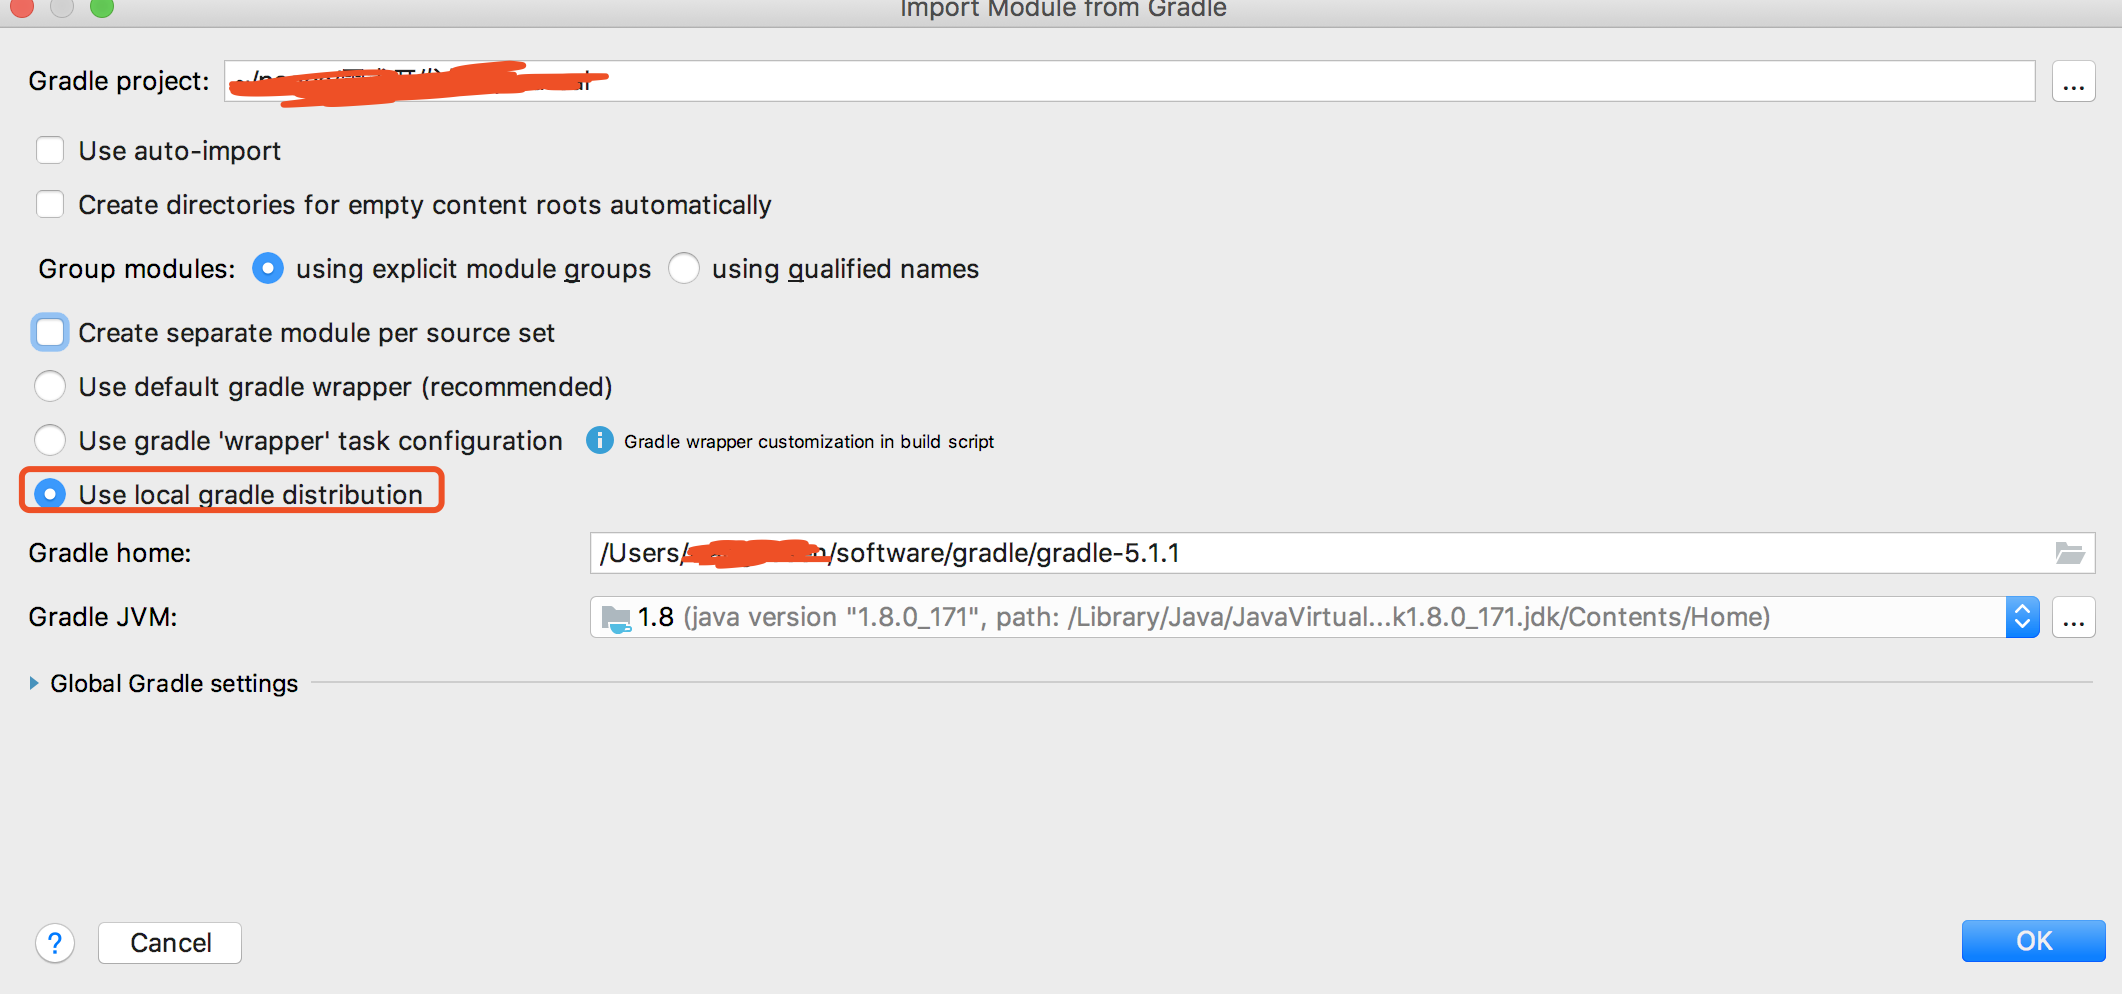 Import Module from Gradle
Gradle project:
...
Use auto-import
Create directories for empty content roots automatically
Group modules: using explicit module groups using qualified names
Create separate module per source set
Use default gradle wrapper (recommended)
Use gradle 'wrapper' task configuration Gradle wrapper customization in build script
Use local gradle distribution
Gradle home: /Users/ /software/gradle/gradle-5.1.1
Gradle JVM: 1.8 (java version "1.8.0_171", path: /Library/Java/JavaVirtual...k1.8.0_171.jdk/Contents/Home) ...
Global Gradle settings
? Cancel OK